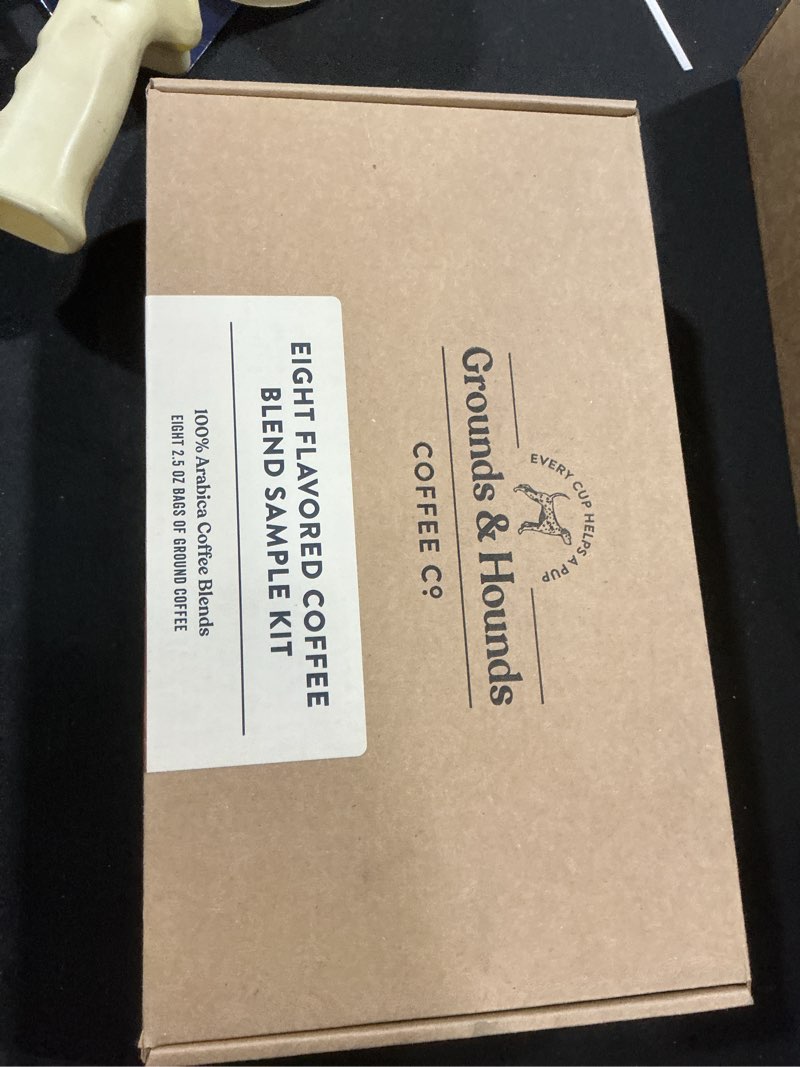 EVERY CUP HELPS A PUP
Grounds & Hounds
COFFEE Cº
EIGHT FLAVORED COFFEE
BLEND SAMPLE KIT
100% Arabica Coffee Blends
EIGHT 2.5 OZ BAGS OF GROUND COFFEE